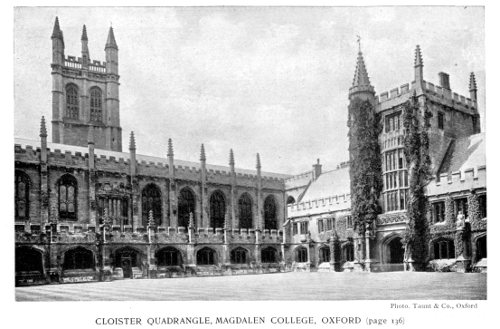 Photo. Taunt & Co., Oxford
CLOISTER QUADRANGLE, MAGDALEN COLLEGE, OXFORD (page 136)